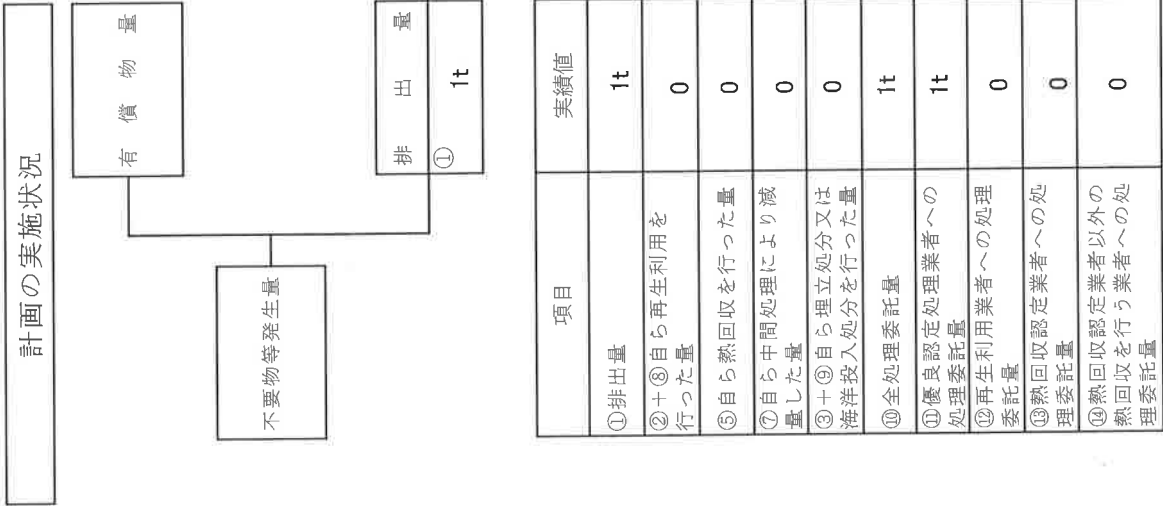 計画の実施状況
有償物量
不要物等発生量
排出量
①
1t
項目
実績値
①排出量
1t
②+⑧自ら再生利用を
行った量
0
⑤自ら熱回収を行った量
0
⑦自ら中間処理により減
量した量
0
③+⑨自ら埋立処分又は
海洋投入処分を行った量
0
⑩全処理委託量
1t
⑪優良認定処理業者への
処理委託量
1t
⑫再生利用業者への処理
委託量
0
⑬熱回収認定業者への処
理委託量
0
⑭熱回収認定業者以外の
熱回収を行う業者への処
理委託量
0